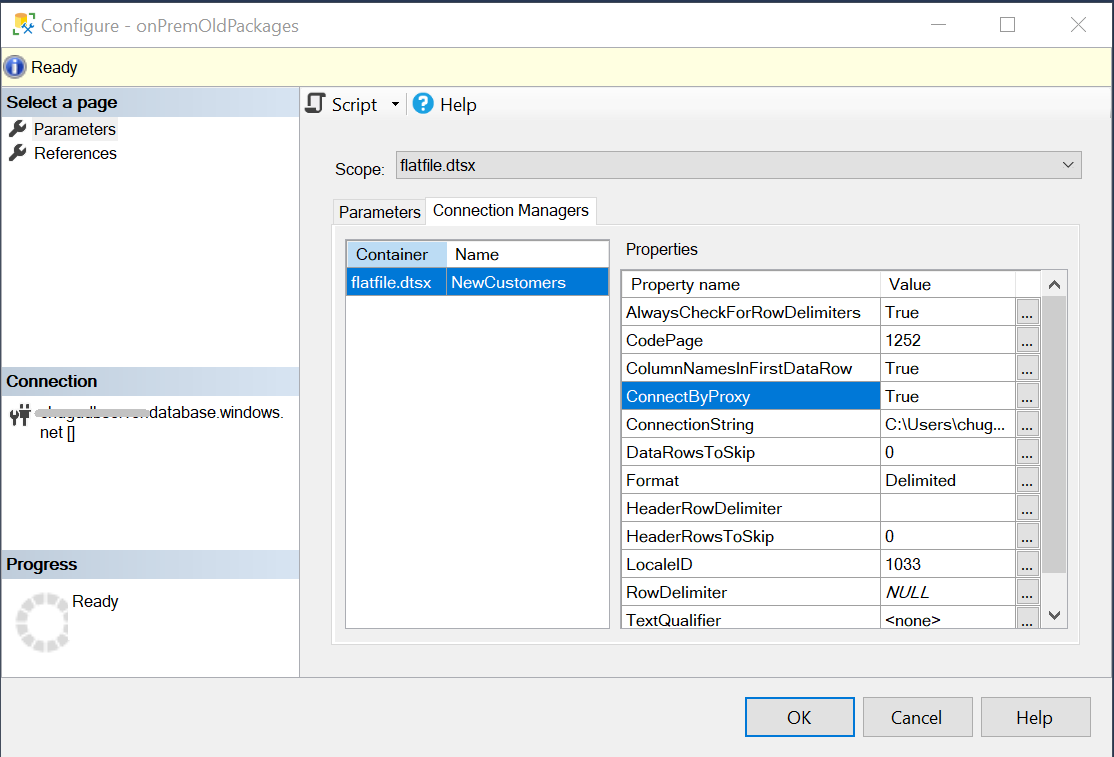 Configure - onPremOldPackages
Ready
Select a page
Parameters
References
Script
Help
Scope:
flatfile.dtsx
Parameters
Connection Managers
Container
Name
flatfile.dtsx
NewCustomers
Properties
Property name
Value
AlwaysCheckForRowDelimiters
True
...
CodePage
1252
...
ColumnNamesInFirstDataRow
True
...
ConnectByProxy
True
...
ConnectionString
C:\Users\chug...
...
DataRowsToSkip
0
...
Format
Delimited
...
HeaderRowDelimiter
...
HeaderRowsToSkip
0
...
LocaleID
1033
...
RowDelimiter
NULL
...
TextQualifier
<none>
...
Connection
database.windows.
net []
Progress
Ready
OK
Cancel
Help